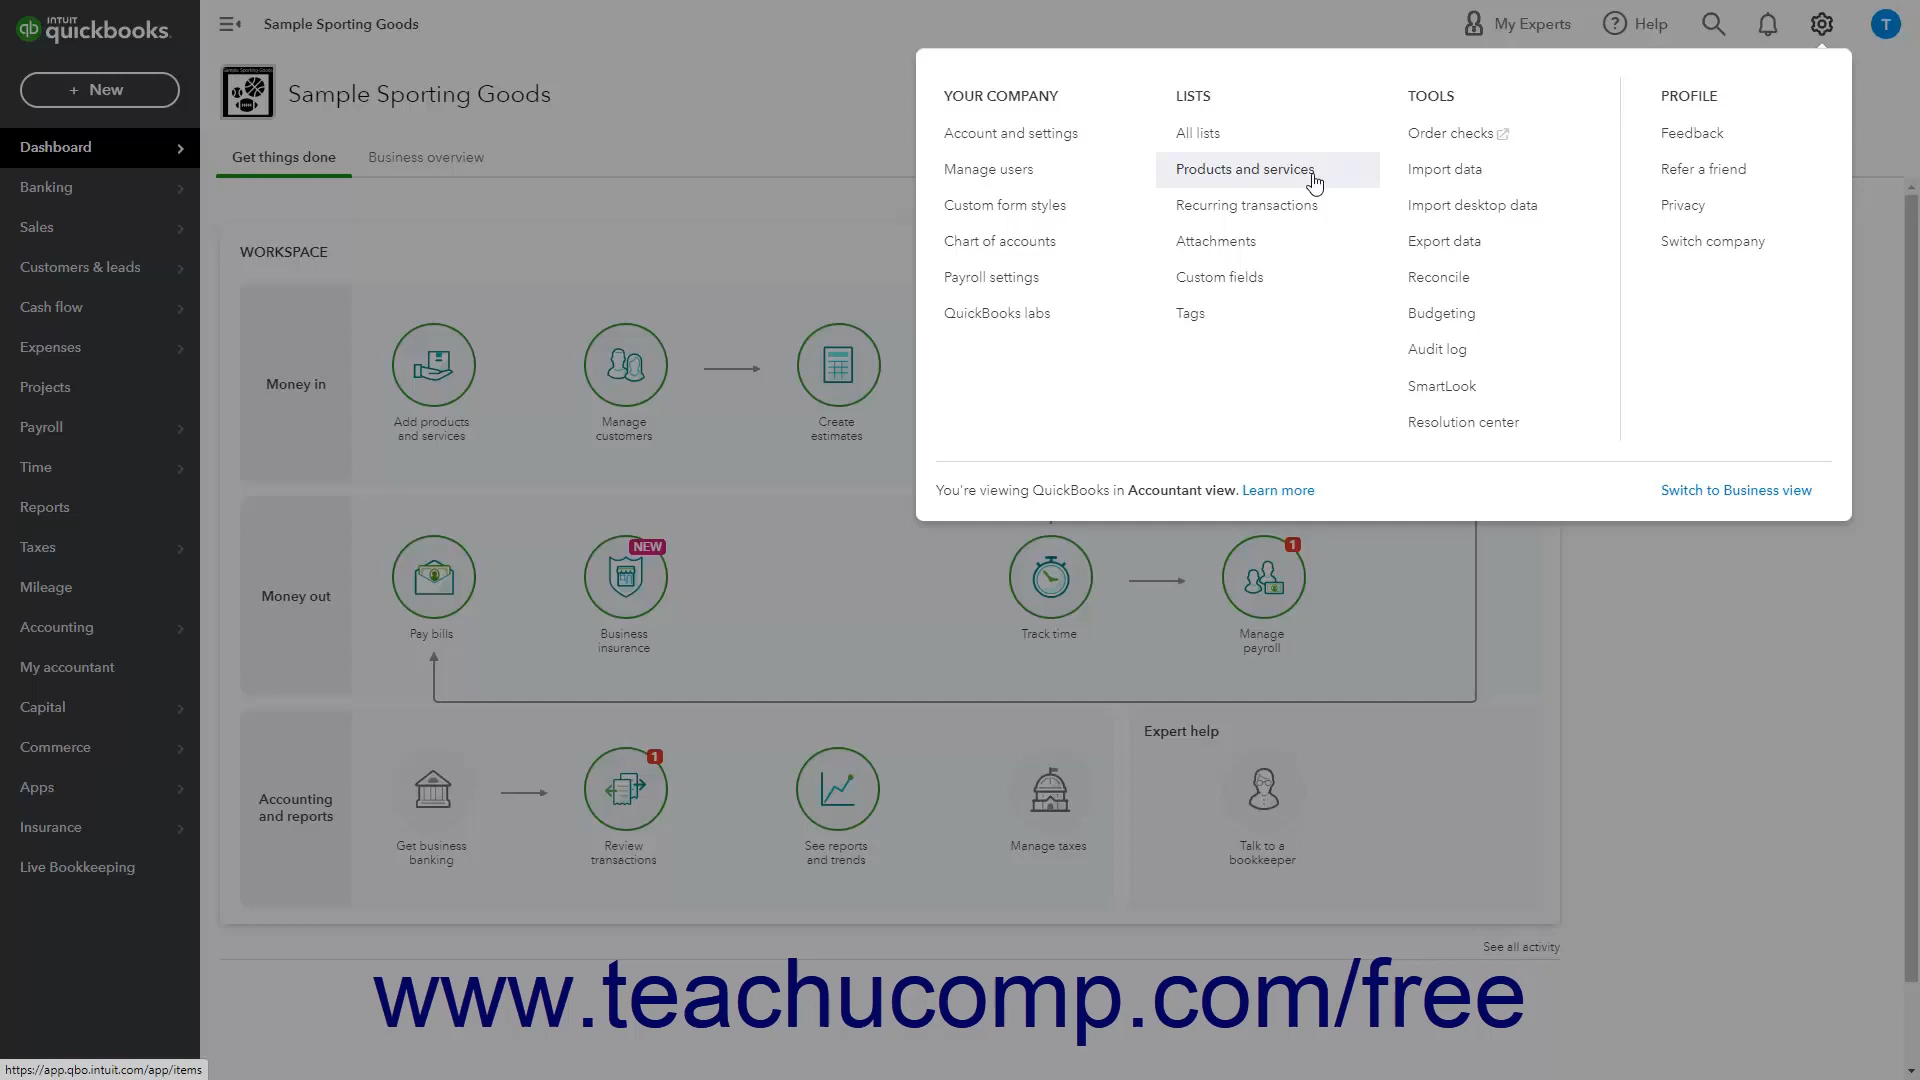 INTUIT
qb quickbooks.
Sample Sporting Goods
My Experts
? Help
T
+ New
Sample Sporting Goods
Sample Sporting Goods
Get things done
Business overview
Dashboard
Banking
Sales
Customers & leads
Cash flow
Expenses
Projects
Payroll
Time
Reports
Taxes
Mileage
Accounting
My accountant
Capital
Commerce
Apps
Insurance
Live Bookkeeping
YOUR COMPANY
Account and settings
Manage users
Custom form styles
Chart of accounts
Payroll settings
QuickBooks labs
LISTS
All lists
Products and services
Recurring transactions
Attachments
Custom fields
Tags
TOOLS
Order checks
Import data
Import desktop data
Export data
Reconcile
Budgeting
Audit log
SmartLook
Resolution center
PROFILE
Feedback
Refer a friend
Privacy
Switch company
You're viewing QuickBooks in Accountant view. Learn more
Switch to Business view
WORKSPACE
Money in
Add products
and services
Manage
customers
Create
estimates
Money out
Pay bills
NEW
Business
insurance
Track time
1
Manage
payroll
Accounting
and reports
Get business
banking
1
Review
transactions
See reports
and trends
Manage taxes
Expert help
Talk to a
bookkeeper
See all activity
www.teachucomp.com/free
https://app.qbo.intuit.com/app/items